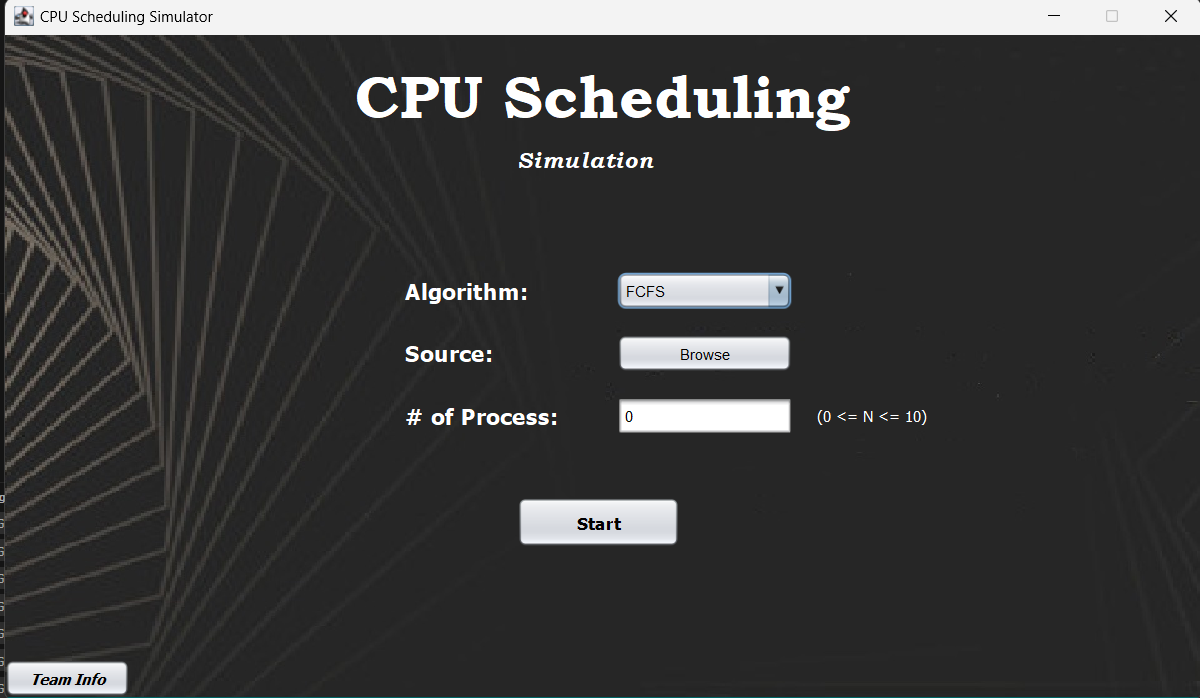 CPU Scheduling Simulator
CPU Scheduling
Simulation
Algorithm: FCFS
Source: Browse
# of Process: 0 (0 <= N <= 10)
Start
Team Info